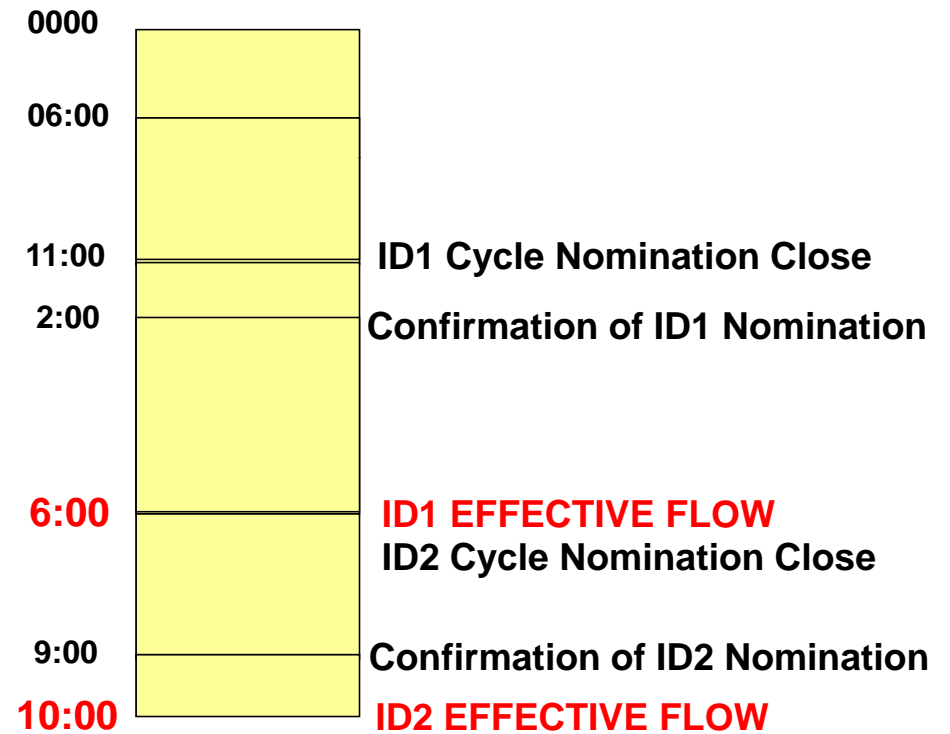 0000
06:00
11:00 ID1 Cycle Nomination Close
2:00 Confirmation of ID1 Nomination
6:00 ID1 EFFECTIVE FLOW
ID2 Cycle Nomination Close
9:00 Confirmation of ID2 Nomination
10:00 ID2 EFFECTIVE FLOW